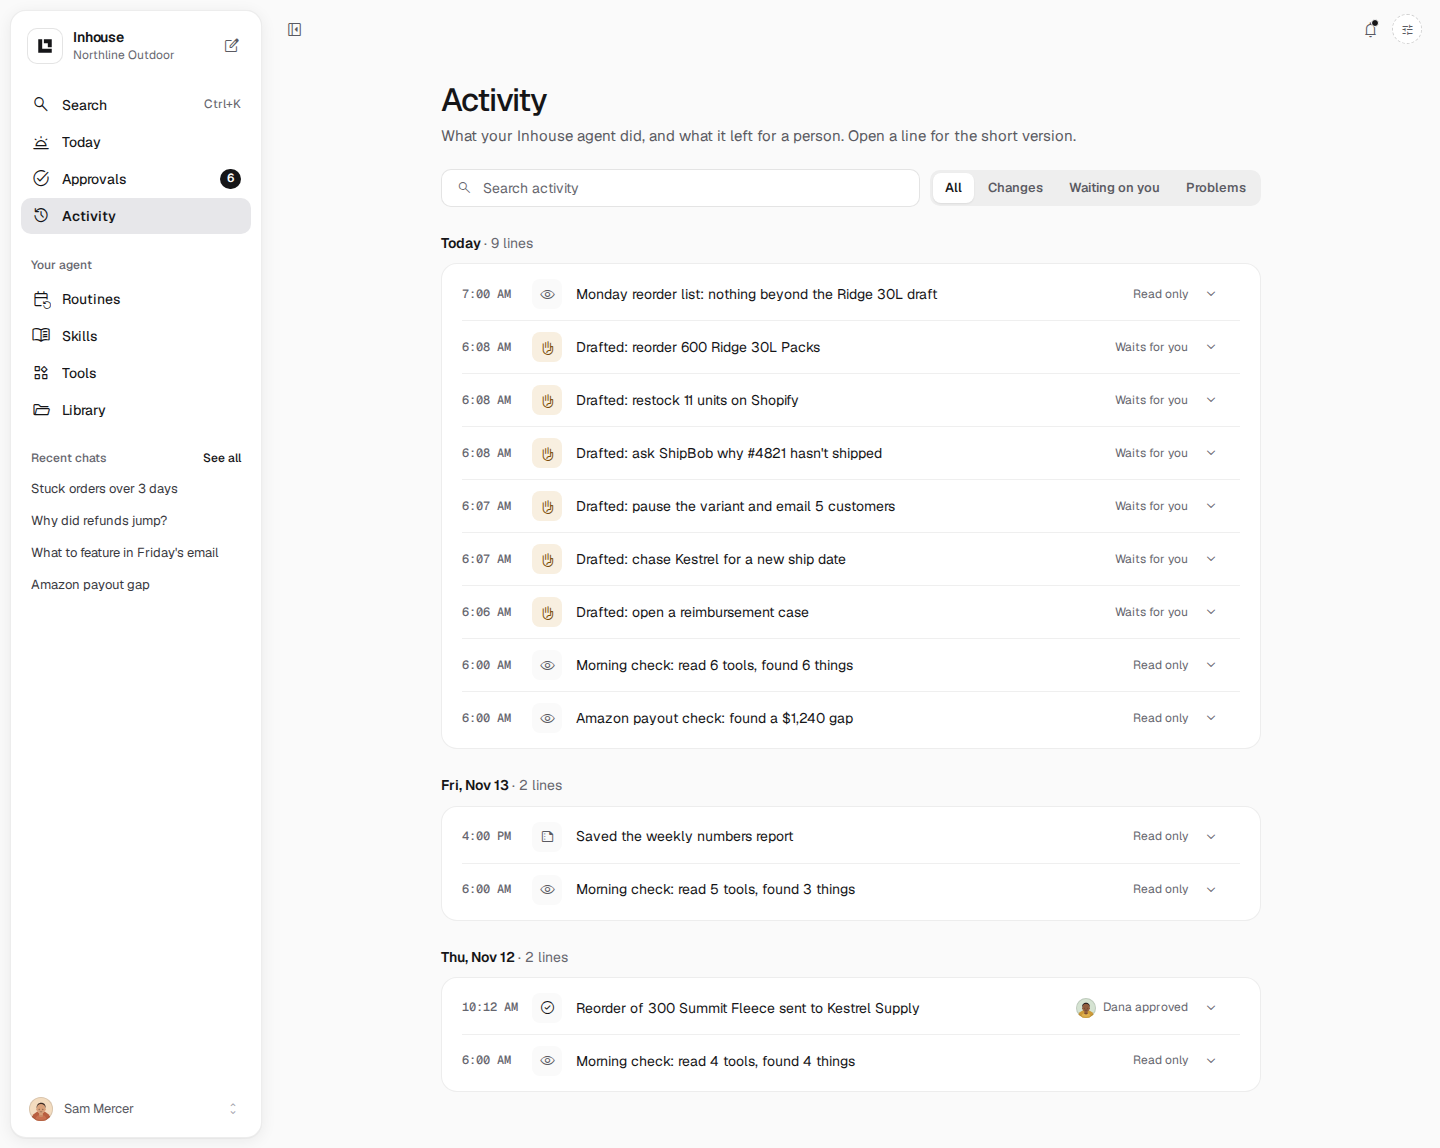 Inhouse
Northline Outdoor
Search Ctrl+K
Today
Approvals 6
Activity
Your agent
Routines
Skills
Tools
Library
Recent chats See all
Stuck orders over 3 days
Why did refunds jump?
What to feature in Friday's email
Amazon payout gap
Sam Mercer
Activity
What your Inhouse agent did, and what it left for a person. Open a line for the short version.
Search activity All Changes Waiting on you Problems
Today · 9 lines
7:00 AM Monday reorder list: nothing beyond the Ridge 30L draft Read only
6:08 AM Drafted: reorder 600 Ridge 30L Packs Waits for you
6:08 AM Drafted: restock 11 units on Shopify Waits for you
6:08 AM Drafted: ask ShipBob why #4821 hasn't shipped Waits for you
6:07 AM Drafted: pause the variant and email 5 customers Waits for you
6:07 AM Drafted: chase Kestrel for a new ship date Waits for you
6:06 AM Drafted: open a reimbursement case Waits for you
6:00 AM Morning check: read 6 tools, found 6 things Read only
6:00 AM Amazon payout check: found a $1,240 gap Read only
Fri, Nov 13 · 2 lines
4:00 PM Saved the weekly numbers report Read only
6:00 AM Morning check: read 5 tools, found 3 things Read only
Thu, Nov 12 · 2 lines
10:12 AM Reorder of 300 Summit Fleece sent to Kestrel Supply Dana approved
6:00 AM Morning check: read 4 tools, found 4 things Read only